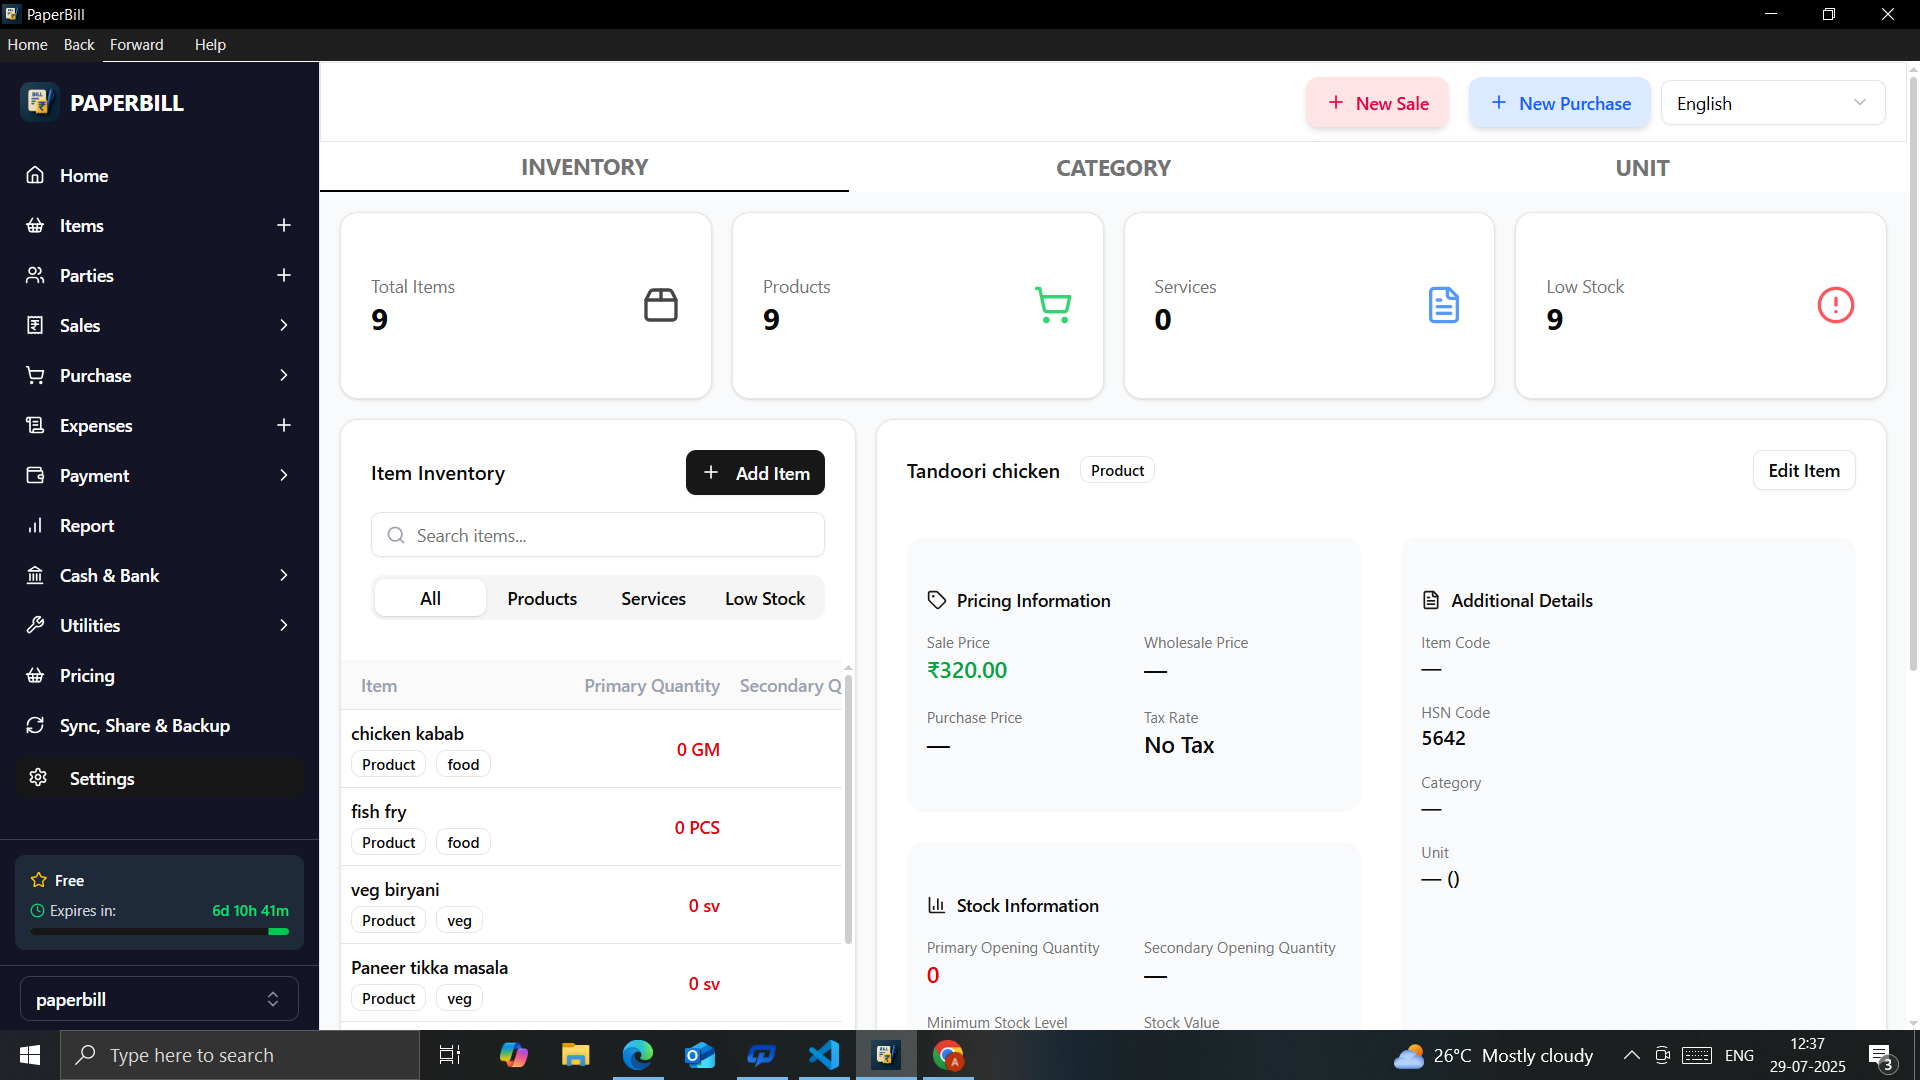 PaperBill
Home Back Forward Help
PAPERBILL
Home
Items
Parties
Sales
Purchase
Expenses
Payment
Report
Cash & Bank
Utilities
Pricing
Sync, Share & Backup
Settings
Free
Expires in: 6d 10h 41m
paperbill
+ New Sale
+ New Purchase
English
INVENTORY CATEGORY UNIT
Total Items
9
Products
9
Services
0
Low Stock
9
Item Inventory
+ Add Item
Search items...
All Products Services Low Stock
Item Primary Quantity Secondary Q
chicken kabab
Product food
0 GM
fish fry
Product food
0 PCS
veg biryani
Product veg
0 sv
Paneer tikka masala
Product veg
0 sv
Tandoori chicken Product
Edit Item
Pricing Information
Sale Price
₹320.00
Wholesale Price
—
Purchase Price
—
Tax Rate
No Tax
Stock Information
Primary Opening Quantity
0
Secondary Opening Quantity
—
Minimum Stock Level
Stock Value
Additional Details
Item Code
—
HSN Code
5642
Category
—
Unit
— ()
Type here to search
26°C Mostly cloudy
ENG
12:37
29-07-2025
3